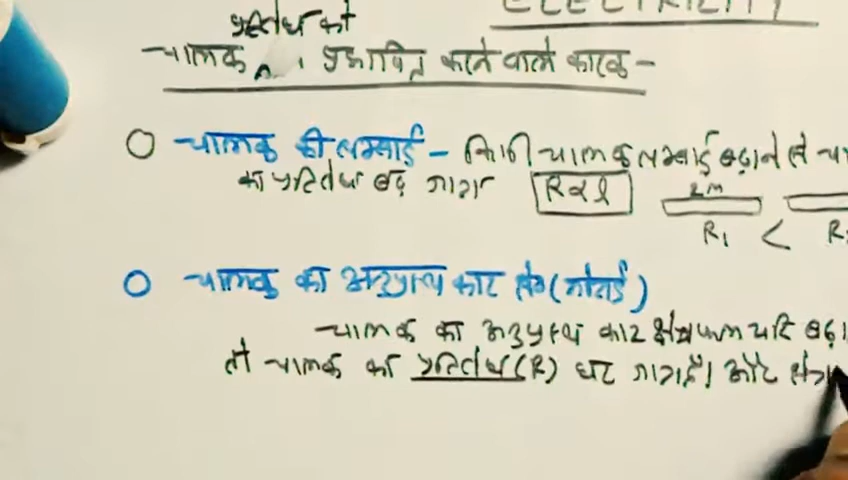 ELECTRICITY
प्रतिरोध को
चालक प्रभावित करने वाले कारक -
चालक की लम्बाई - किसी चालक लम्बाई बढ़ाने से चा
का प्रतिरोध बढ़ जाता R∝l 2m
R₁ < R
चालक का अनुप्रस्थ काट क्षेत्र (मोटाई)
चालक का अनुप्रस्थ काट क्षेत्रफल यदि बढ़ा
तो चालक का प्रतिरोध (R) घट जाता है। और क्षेत्र